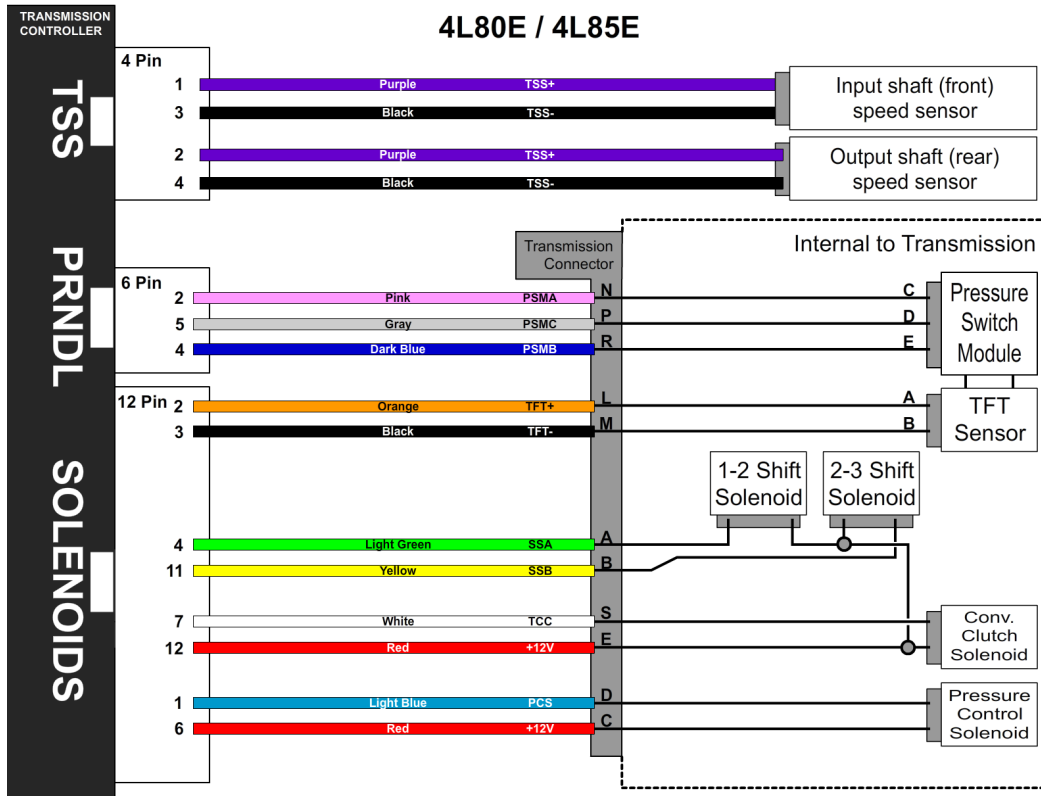 TRANSMISSION
CONTROLLER
4L80E / 4L85E
TSS
4 Pin
1 Purple TSS+
3 Black TSS-
Input shaft (front)
speed sensor
2 Purple TSS+
4 Black TSS-
Output shaft (rear)
speed sensor
Internal to Transmission
Transmission
Connector
PRNDL
6 Pin
2 Pink PSMA N C
5 Gray PSMC P D
4 Dark Blue PSMB R E
Pressure
Switch
Module
SOLENOIDS
12 Pin
2 Orange TFT+ L A
3 Black TFT- M B
TFT
Sensor
1-2 Shift
Solenoid
2-3 Shift
Solenoid
4 Light Green SSA A
11 Yellow SSB B
7 White TCC S
12 Red +12V E
Conv.
Clutch
Solenoid
1 Light Blue PCS D
6 Red +12V C
Pressure
Control
Solenoid